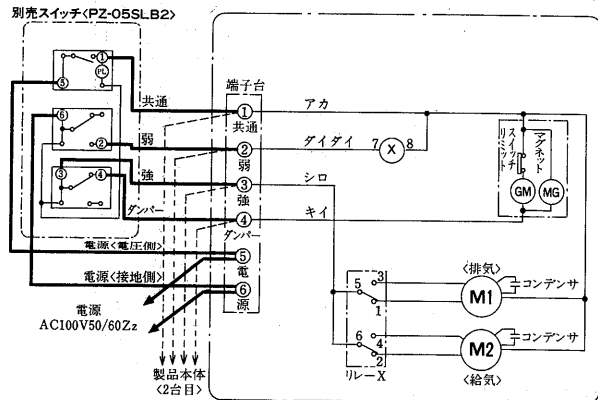 別売スイッチ<PZ-05SLB2>
①
PL
⑤
⑥
②
③
④
共通
弱
強
ダンパー
電源<電圧側>
電源<接地側>
電源
AC100V50/60Zz
製品本体
<2台目>
端子台
①
共通
②
弱
③
強
④
ダンパー
⑤
電
⑥
源
アカ
ダイダイ
シロ
キイ
7
X
8
リミット
スイッチ
マグネット
GM
MG
5
3
1
6
4
2
リレーX
<排気>
M1
コンデンサ
M2
<給気>
コンデンサ